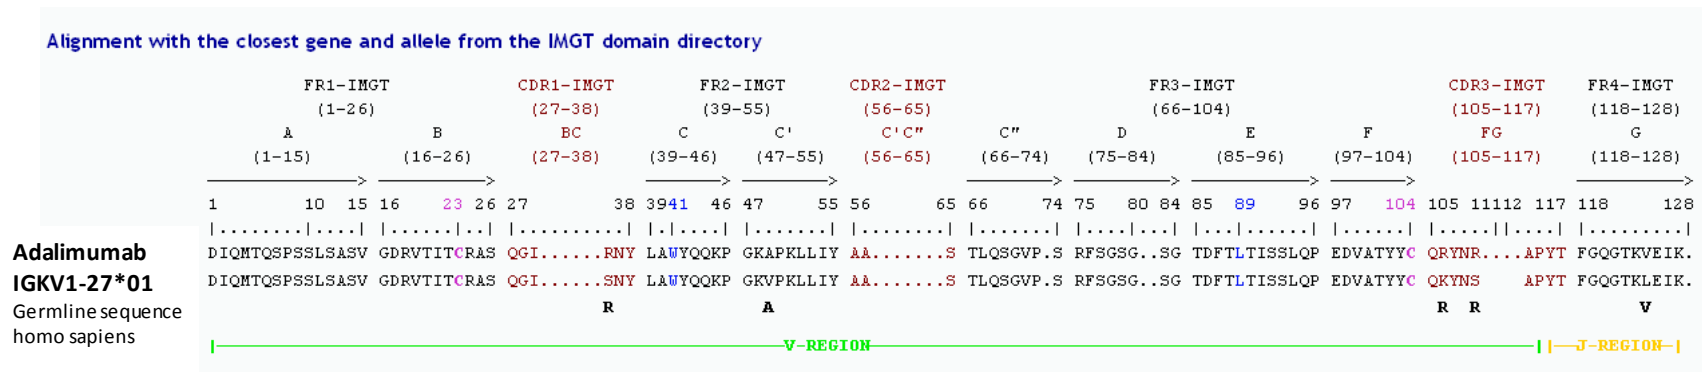 Alignment with the closest gene and allele from the IMGT domain directory
FR1-IMGT CDR1-IMGT FR2-IMGT CDR2-IMGT FR3-IMGT CDR3-IMGT FR4-IMGT
(1-26) (27-38) (39-55) (56-65) (66-104) (105-117) (118-128)
A B BC C C' C'C" C" D E F FG G
(1-15) (16-26) (27-38) (39-46) (47-55) (56-65) (66-74) (75-84) (85-96) (97-104) (105-117) (118-128)
1 10 15 16 23 26 27 38 39 41 46 47 55 56 65 66 74 75 80 84 85 89 96 97 104 105 111 112 117 118 128
Adalimumab DIQMTQSPSSLSASV GDRVTITCRAS QGI......RNY LAWYQQKP GKAPKLLIY AA.......S TLQSGVP.S RFSGSG..SG TDFTLTISSLQP EDVATYYC QRYNR....APYT FGQGTKVEIK.
IGKV1-27*01 DIQMTQSPSSLSASV GDRVTITCRAS QGI......SNY LAWYQQKP GKVPKLLIY AA.......S TLQSGVP.S RFSGSG..SG TDFTLTISSLQP EDVATYYC QKYNS APYT FGQGTKLEIK.
Germline sequence R A R R V
homo sapiens
V-REGION J-REGION